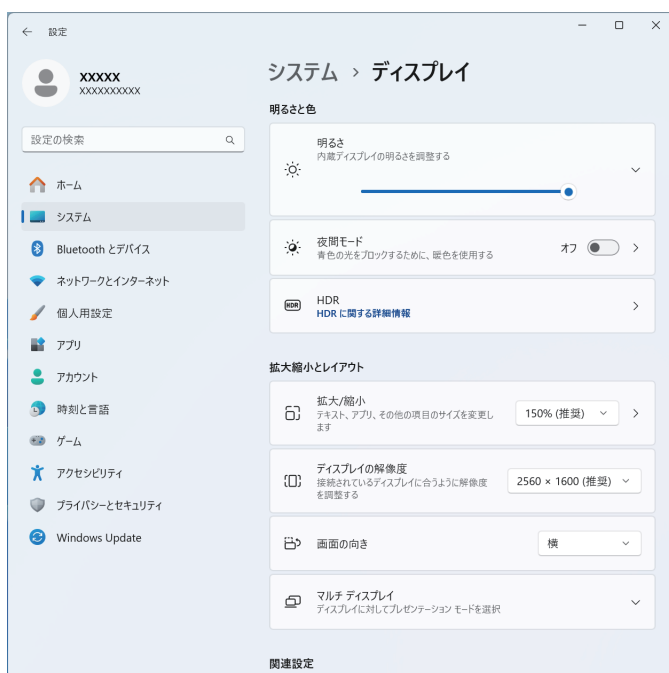 設定
XXXXX
XXXXXXXXXX
設定の検索
ホーム
システム
Bluetooth とデバイス
ネットワークとインターネット
個人用設定
アプリ
アカウント
時刻と言語
ゲーム
アクセシビリティ
プライバシーとセキュリティ
Windows Update
システム › ディスプレイ
明るさと色
明るさ
内蔵ディスプレイの明るさを調整する
夜間モード
青色の光をブロックするために、暖色を使用する
オフ
HDR
HDR
HDR に関する詳細情報
拡大縮小とレイアウト
拡大/縮小
テキスト、アプリ、その他の項目のサイズを変更し
ます
150% (推奨)
ディスプレイの解像度
接続されているディスプレイに合うように解像度
を調整する
2560 × 1600 (推奨)
画面の向き
横
マルチ ディスプレイ
ディスプレイに対してプレゼンテーション モードを選択
関連設定